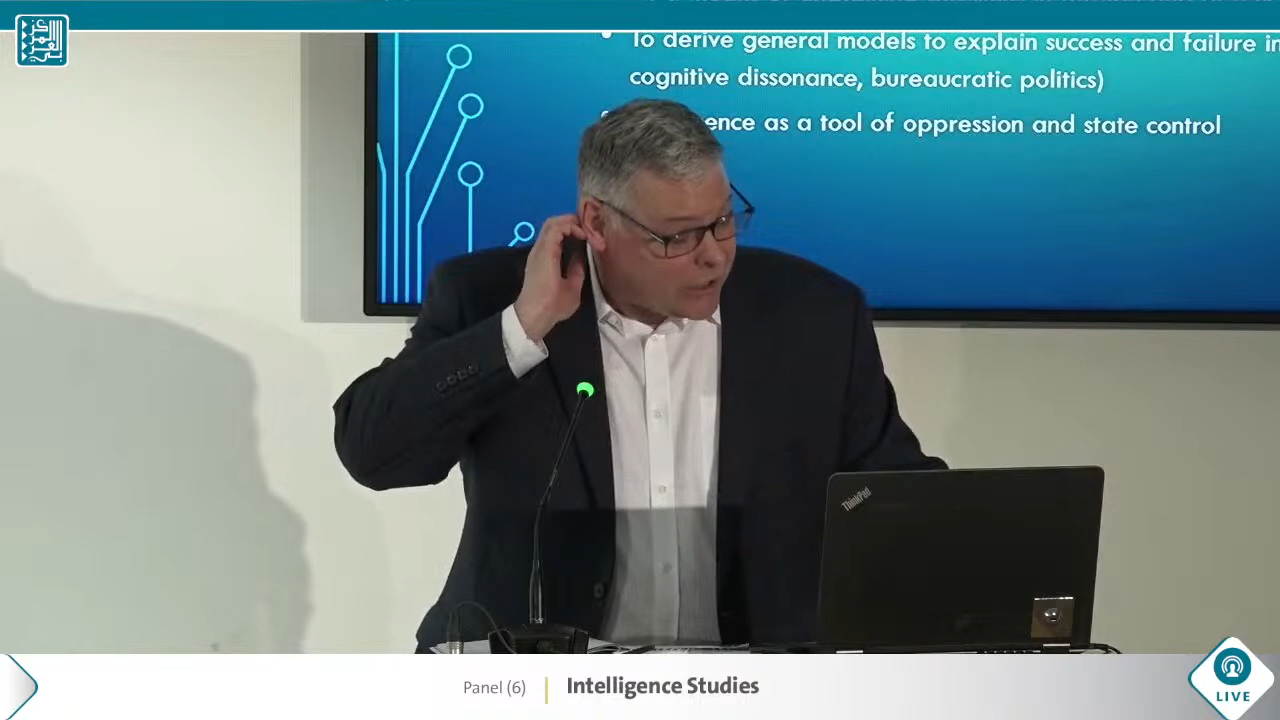 To derive general models to explain success and failure in
cognitive dissonance, bureaucratic politics)
as a tool of oppression and state control
ThinkPad
Panel (6)
Intelligence Studies
LIVE